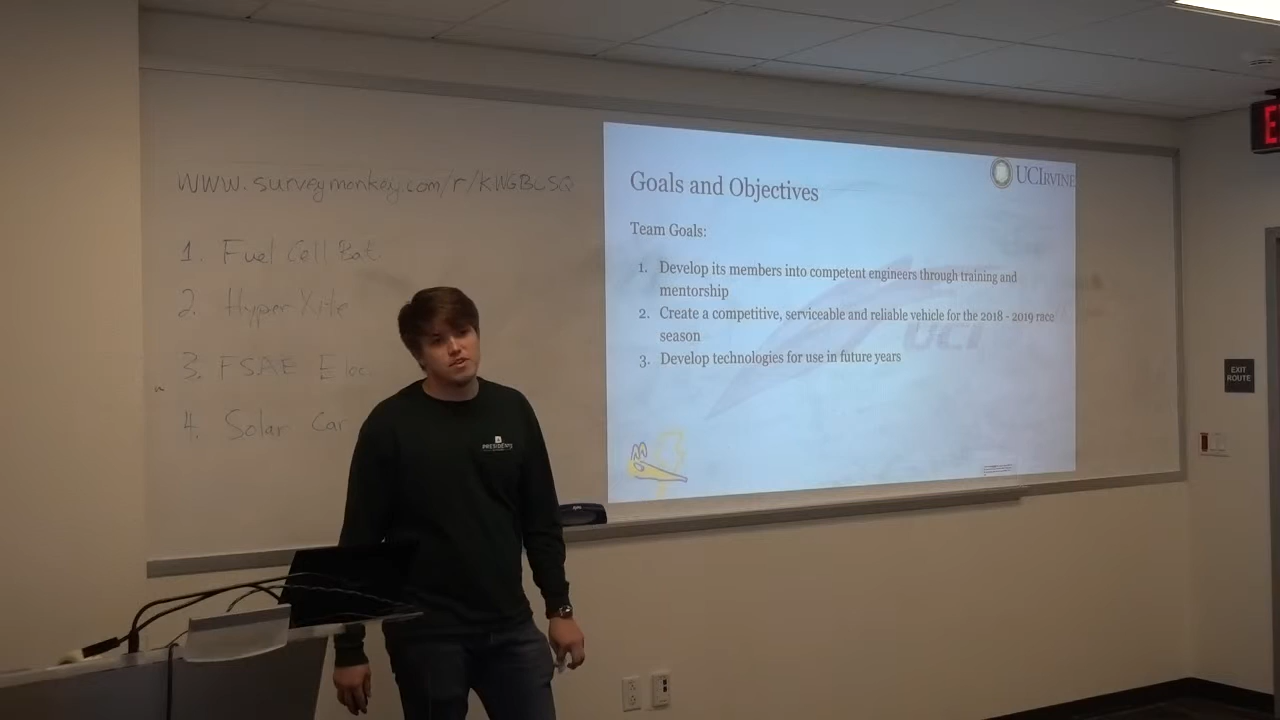 www.surveymonkey.com/r/KWGBLSQ
1. Fuel Cell Bat.
2. HyperXite
3. FSAE Elec.
4. Solar Car
Goals and Objectives
UCIRVINE
Team Goals:
1. Develop its members into competent engineers through training and
mentorship
2. Create a competitive, serviceable and reliable vehicle for the 2018 - 2019 race
season
3. Develop technologies for use in future years
UCI
PRESIDENTS
EXIT
ROUTE
E